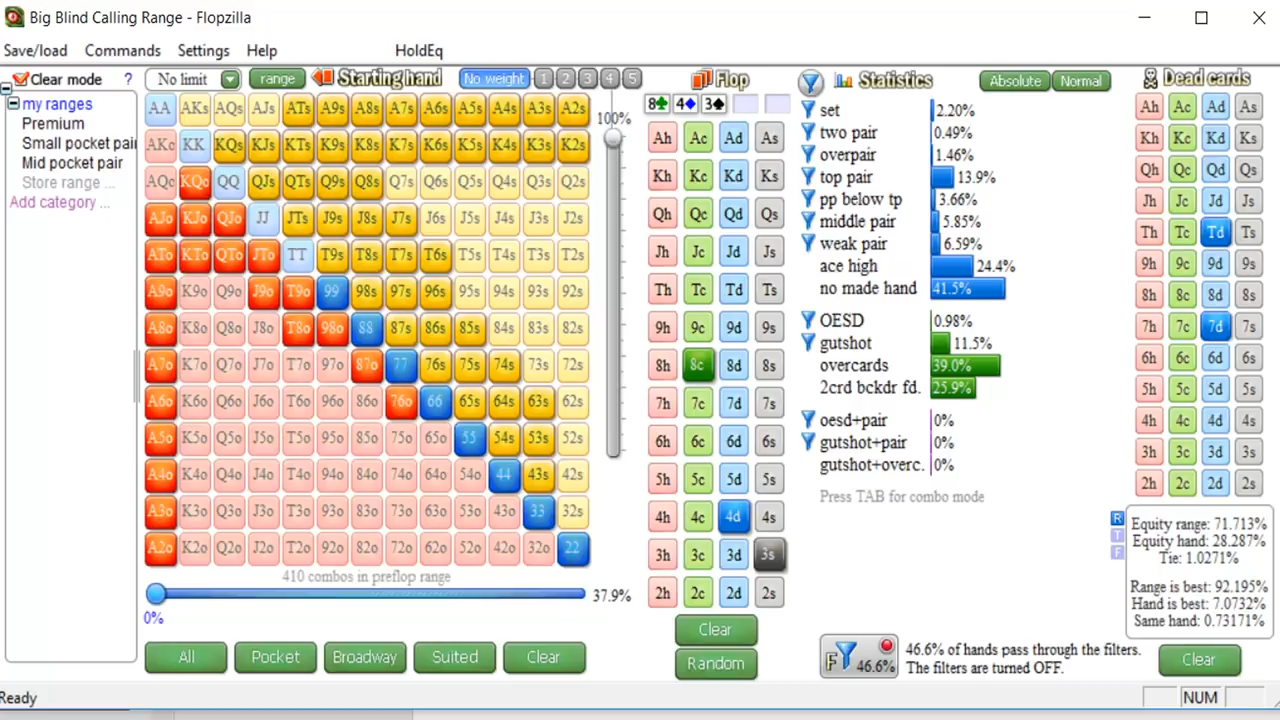 Big Blind Calling Range - Flopzilla
Save/load Commands Settings Help HoldEq
Clear mode ? No limit range Starting hand No weight 1 2 3 4 5 Flop Statistics Absolute Normal Dead cards
my ranges
Premium
Small pocket pair
Mid pocket pair
Store range ...
Add category ...
AA AKs AQs AJs ATs A9s A8s A7s A6s A5s A4s A3s A2s
AKo KK KQs KJs KTs K9s K8s K7s K6s K5s K4s K3s K2s
AQo KQo QQ QJs QTs Q9s Q8s Q7s Q6s Q5s Q4s Q3s Q2s
AJo KJo QJo JJ JTs J9s J8s J7s J6s J5s J4s J3s J2s
ATo KTo QTo JTo TT T9s T8s T7s T6s T5s T4s T3s T2s
A9o K9o Q9o J9o T9o 99 98s 97s 96s 95s 94s 93s 92s
A8o K8o Q8o J8o T8o 98o 88 87s 86s 85s 84s 83s 82s
A7o K7o Q7o J7o T7o 97o 87o 77 76s 75s 74s 73s 72s
A6o K6o Q6o J6o T6o 96o 86o 76o 66 65s 64s 63s 62s
A5o K5o Q5o J5o T5o 95o 85o 75o 65o 55 54s 53s 52s
A4o K4o Q4o J4o T4o 94o 84o 74o 64o 54o 44 43s 42s
A3o K3o Q3o J3o T3o 93o 83o 73o 63o 53o 43o 33 32s
A2o K2o Q2o J2o T2o 92o 82o 72o 62o 52o 42o 32o 22
100%
410 combos in preflop range
37.9%
0%
All Pocket Broadway Suited Clear
8♣ 4♦ 3♠
Ah Ac Ad As
Kh Kc Kd Ks
Qh Qc Qd Qs
Jh Jc Jd Js
Th Tc Td Ts
9h 9c 9d 9s
8h 8c 8d 8s
7h 7c 7d 7s
6h 6c 6d 6s
5h 5c 5d 5s
4h 4c 4d 4s
3h 3c 3d 3s
2h 2c 2d 2s
Clear
Random
set 2.20%
two pair 0.49%
overpair 1.46%
top pair 13.9%
pp below tp 3.66%
middle pair 5.85%
weak pair 6.59%
ace high 24.4%
no made hand 41.5%
OESD 0.98%
gutshot 11.5%
overcards 39.0%
2crd bckdr fd. 25.9%
oesd+pair 0%
gutshot+pair 0%
gutshot+overc. 0%
Press TAB for combo mode
F 46.6%
46.6% of hands pass through the filters.
The filters are turned OFF.
Ah Ac Ad As
Kh Kc Kd Ks
Qh Qc Qd Qs
Jh Jc Jd Js
Th Tc Td Ts
9h 9c 9d 9s
8h 8c 8d 8s
7h 7c 7d 7s
6h 6c 6d 6s
5h 5c 5d 5s
4h 4c 4d 4s
3h 3c 3d 3s
2h 2c 2d 2s
R
T
F
Equity range: 71.713%
Equity hand: 28.287%
Tie: 1.0271%
Range is best: 92.195%
Hand is best: 7.0732%
Same hand: 0.73171%
Clear
Ready NUM